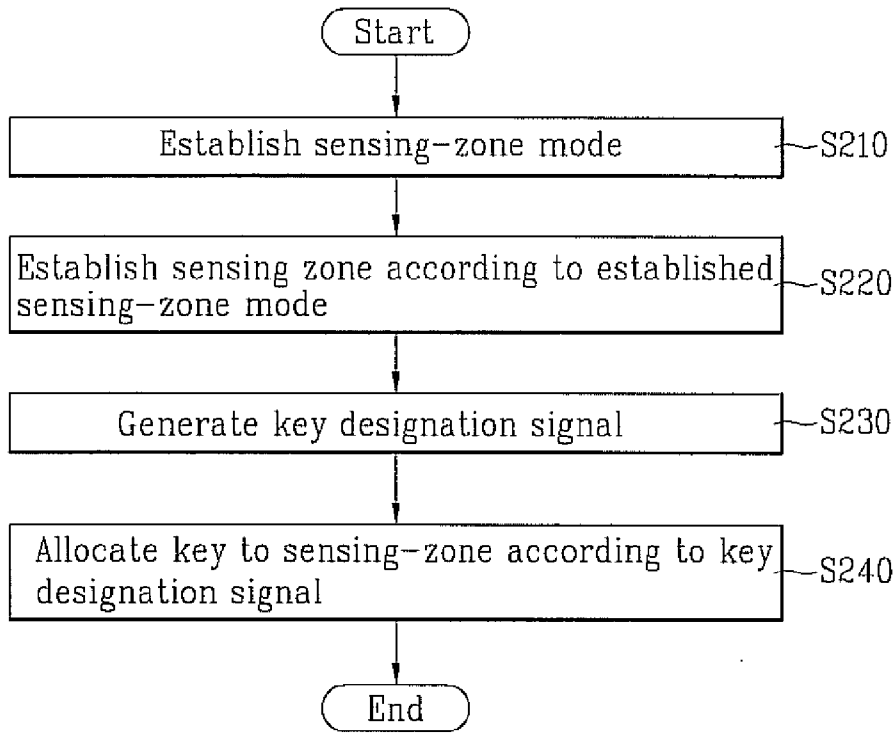 Start
Establish sensing-zone mode
S210
Establish sensing zone according to established
sensing-zone mode
S220
Generate key designation signal
S230
Allocate key to sensing-zone according to key
designation signal
S240
End